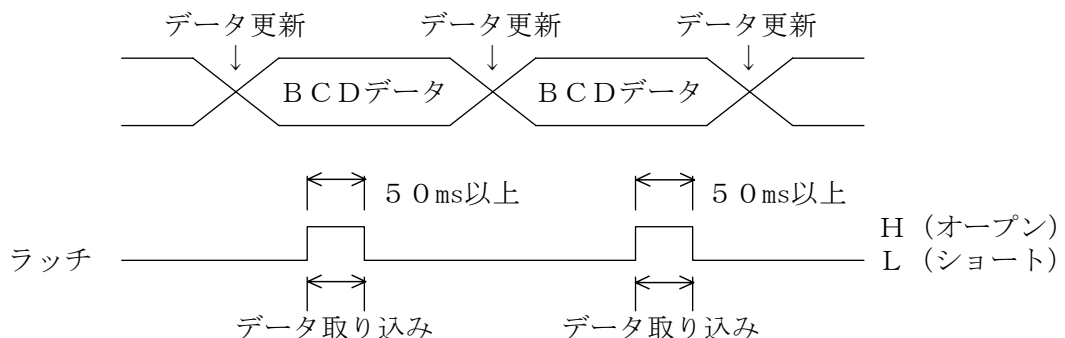 データ更新 データ更新 データ更新
↓ ↓ ↓
ＢＣＤデータ ＢＣＤデータ
５０ms以上 ５０ms以上
Ｈ（オープン）
ラッチ Ｌ（ショート）
データ取り込み データ取り込み